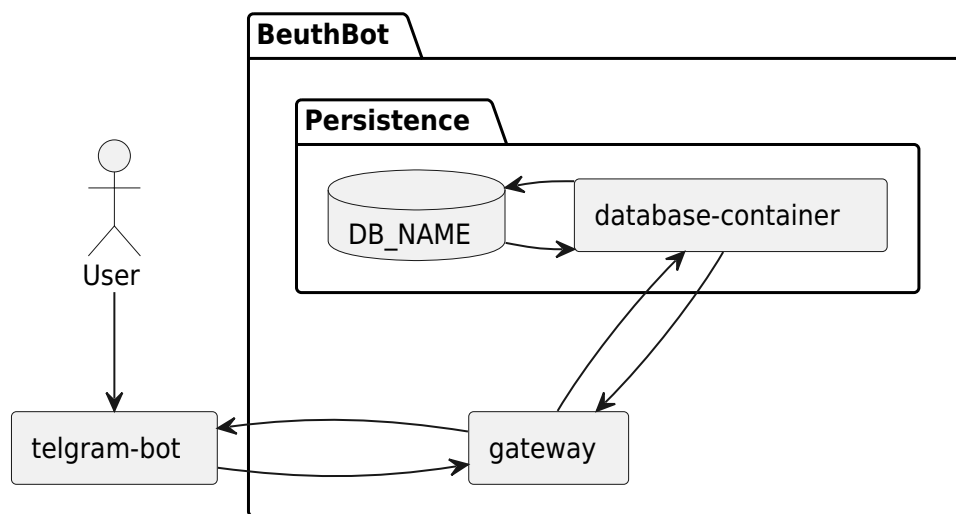 BeuthBot
Persistence
DB_NAME
database-container
User
telgram-bot
gateway